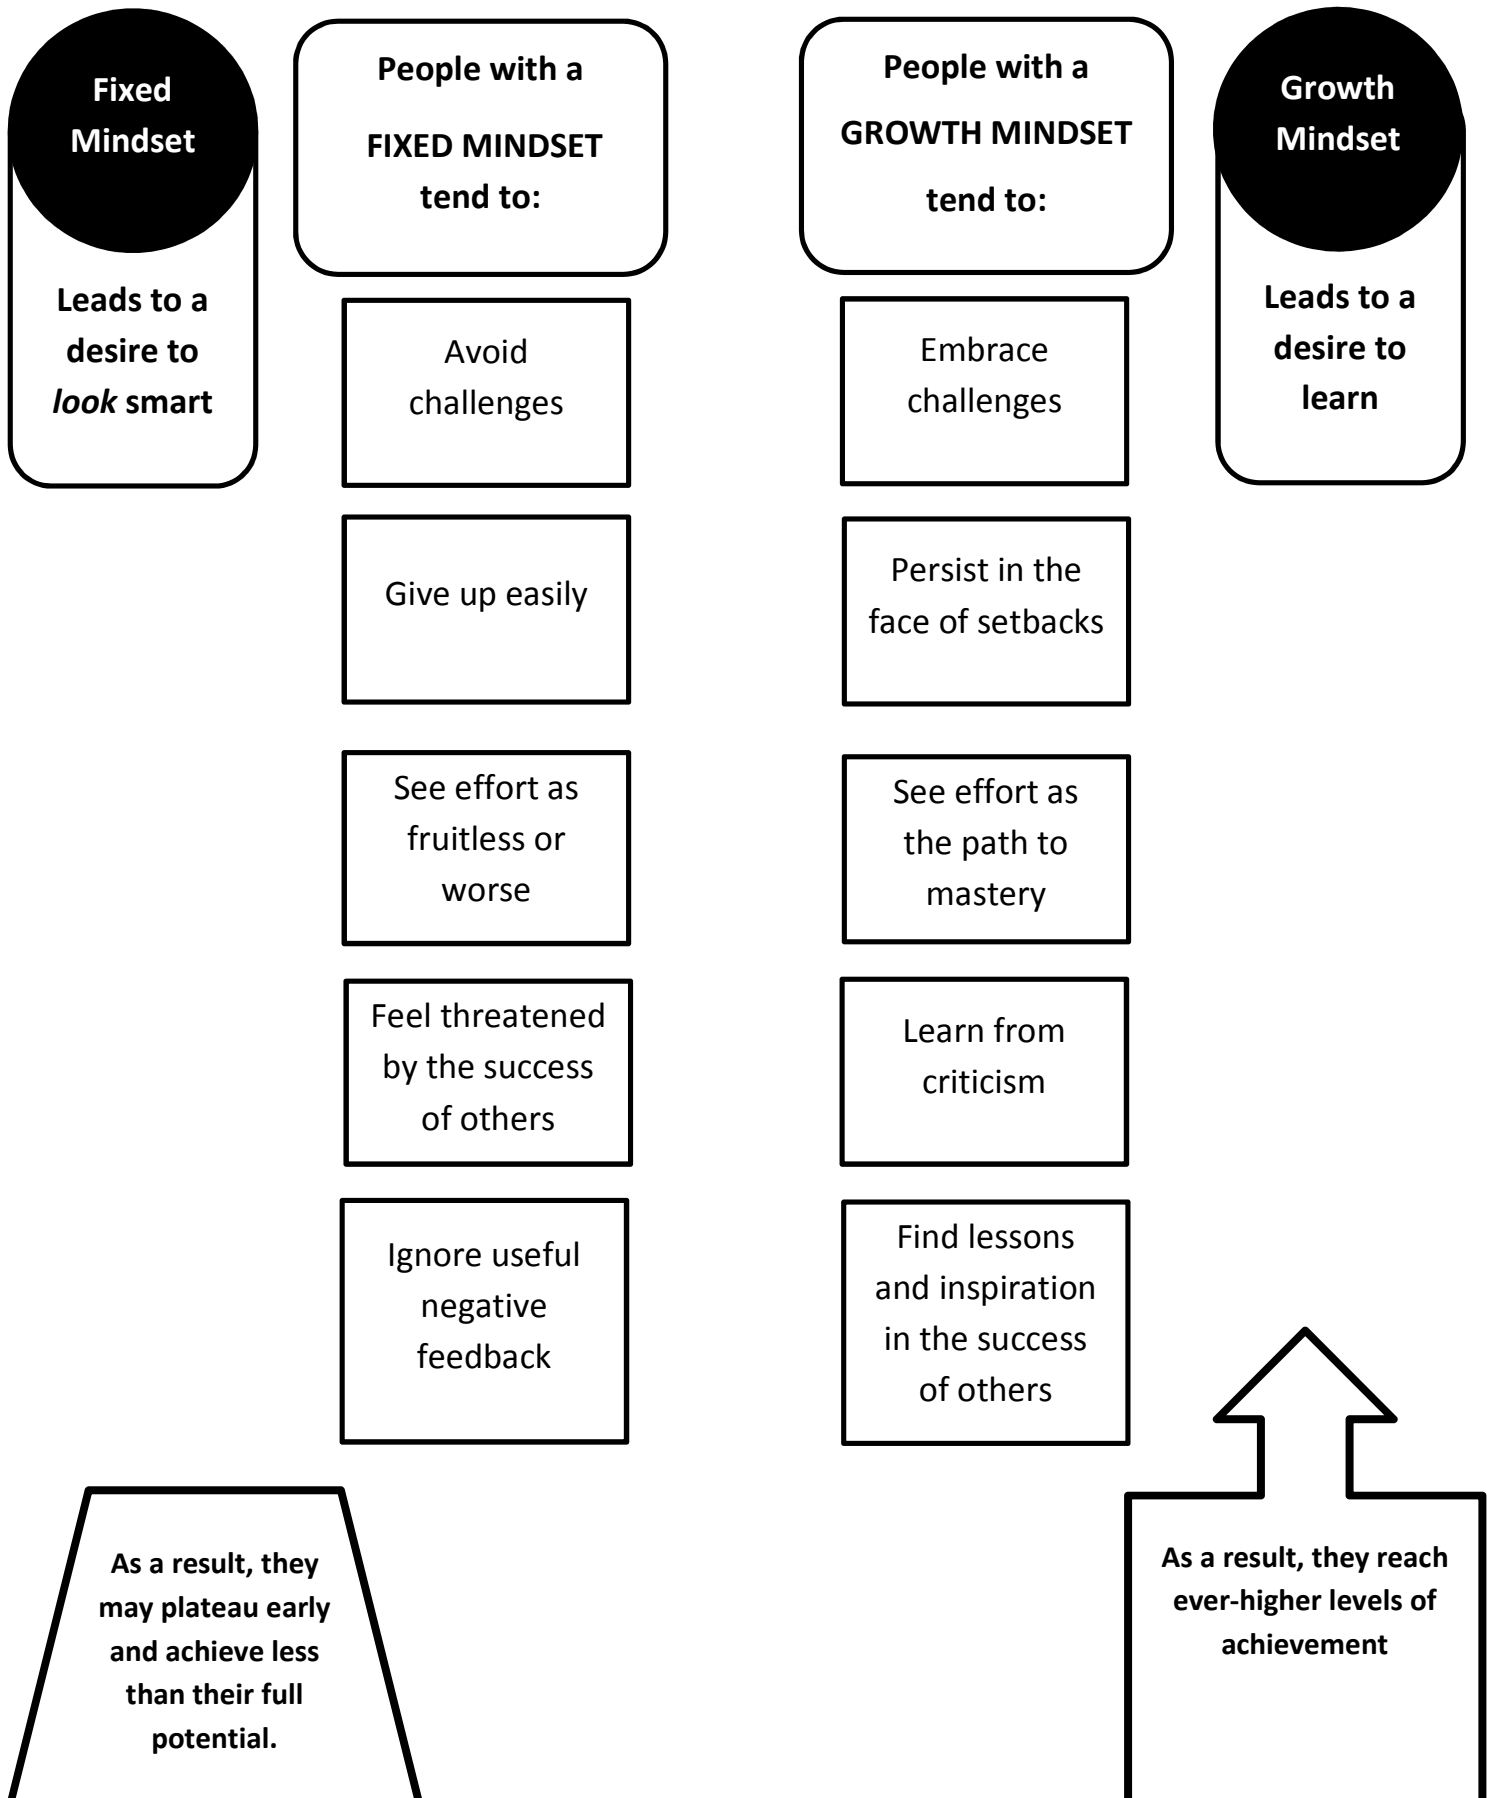 Fixed
Mindset
Leads to a
desire to
look smart
People with a
FIXED MINDSET
tend to:
Avoid
challenges
Give up easily
See effort as
fruitless or
worse
Feel threatened
by the success
of others
Ignore useful
negative
feedback
As a result, they
may plateau early
and achieve less
than their full
potential.
People with a
GROWTH MINDSET
tend to:
Embrace
challenges
Persist in the
face of setbacks
See effort as
the path to
mastery
Learn from
criticism
Find lessons
and inspiration
in the success
of others
Growth
Mindset
Leads to a
desire to
learn
As a result, they reach
ever-higher levels of
achievement